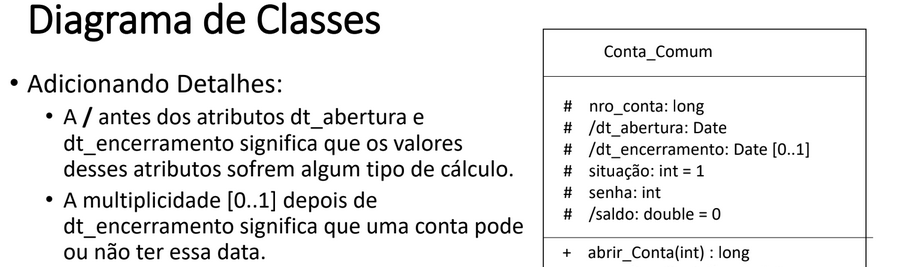 Diagrama de Classes
• Adicionando Detalhes:
• A / antes dos atributos dt_abertura e
dt_encerramento significa que os valores
desses atributos sofrem algum tipo de cálculo.
• A multiplicidade [0..1] depois de
dt_encerramento significa que uma conta pode
ou não ter essa data.
Conta_Comum
# nro_conta: long
# /dt_abertura: Date
# /dt_encerramento: Date [0..1]
# situação: int = 1
# senha: int
# /saldo: double = 0
+ abrir_Conta(int) : long